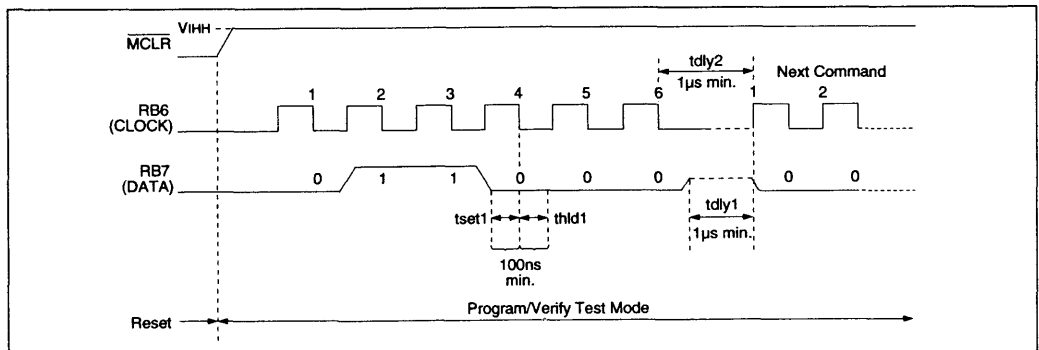 VIHH
MCLR
tdly2
1µs min.
Next Command
1 2 3 4 5 6 1 2
RB6
(CLOCK)
RB7
(DATA)
0 1 1 0 0 0 0 0
tset1 thld1
tdly1
1µs min.
100ns
min.
Program/Verify Test Mode
Reset